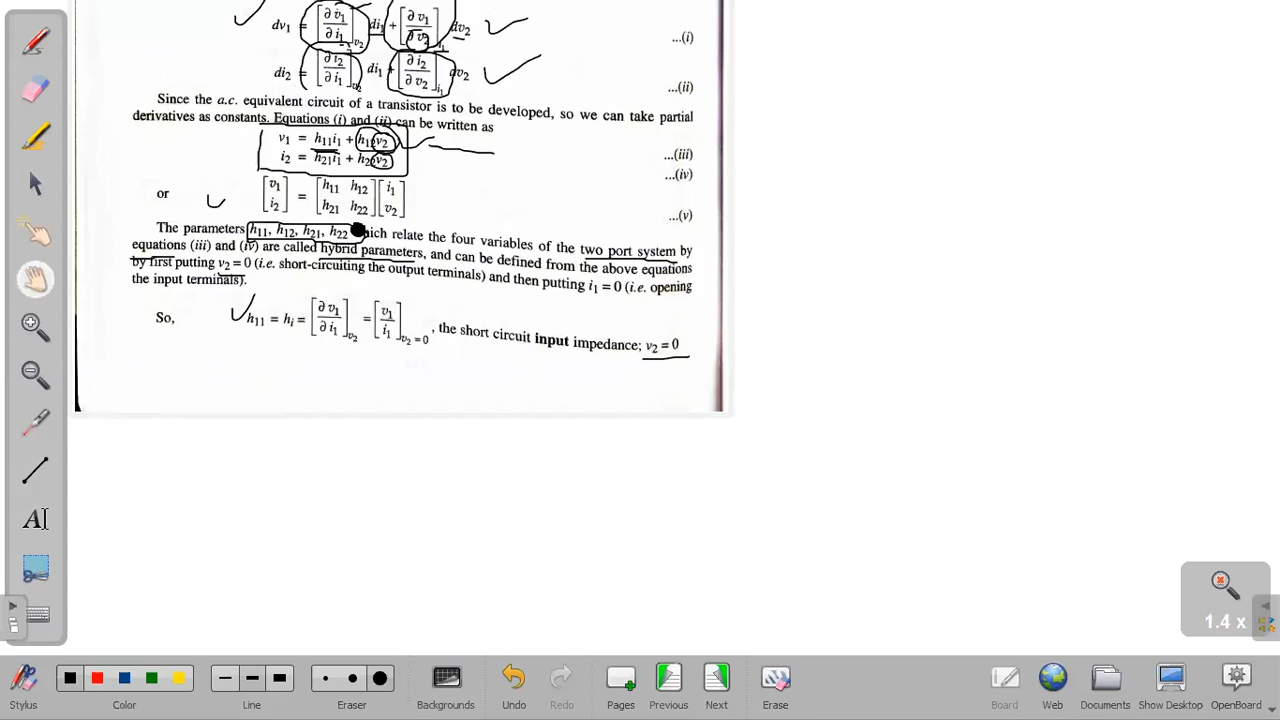 dv1 = [∂v1/∂i1]v2 di1 + [∂v1/∂v2]i1 dv2 ...(i)
di2 = [∂i2/∂i1]v2 di1 + [∂i2/∂v2]i1 dv2 ...(ii)
Since the a.c. equivalent circuit of a transistor is to be developed, so we can take partial
derivatives as constants. Equations (i) and (ii) can be written as
v1 = h11i1 + h12v2 ...(iii)
i2 = h21i1 + h22v2 ...(iv)
or [v1 i2] = [h11 h12 h21 h22] [i1 v2] ...(v)
The parameters h11, h12, h21, h22 which relate the four variables of the two port system by
equations (iii) and (iv) are called hybrid parameters, and can be defined from the above equations
by first putting v2 = 0 (i.e. short-circuiting the output terminals) and then putting i1 = 0 (i.e. opening
the input terminals).
So, h11 = hi = [∂v1/∂i1]v2 = [v1/i1]v2 = 0, the short circuit input impedance; v2 = 0
1.4 x
Stylus Color Line Eraser Backgrounds Undo Redo Pages Previous Next Erase Board Web Documents Show Desktop OpenBoard